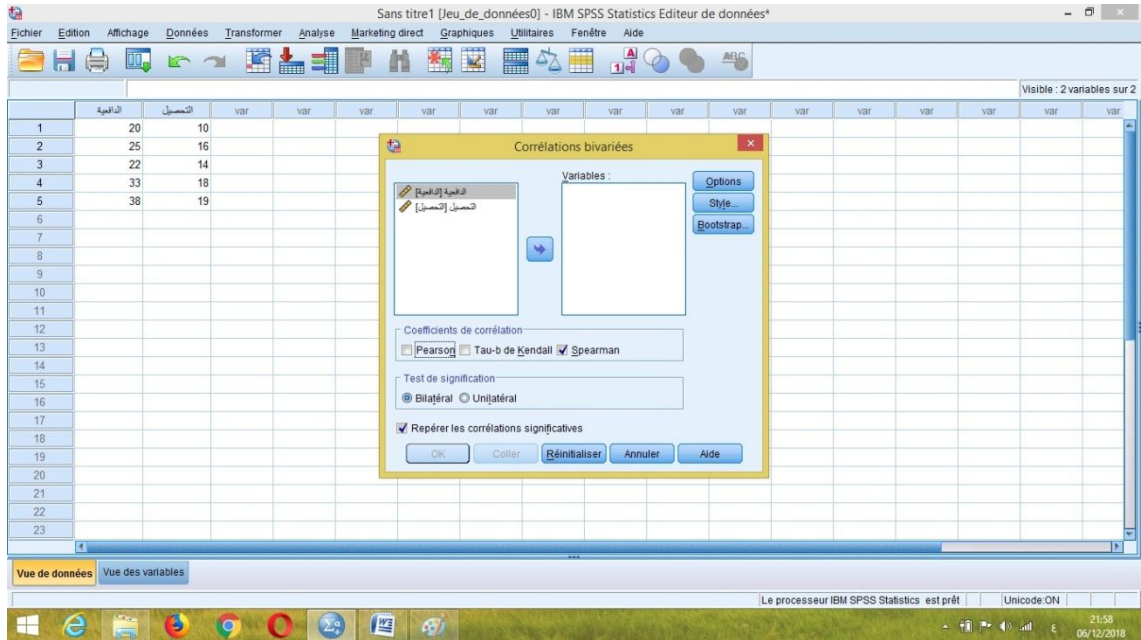 Sans titre1 [Jeu_de_données0] - IBM SPSS Statistics Editeur de données*
Fichier Edition Affichage Données Transformer Analyse Marketing direct Graphiques Utilitaires Fenêtre Aide
Visible : 2 variables sur 2
الدافعية التحصيل var var var var var var var var var var var var var var
1 20 10
2 25 16
3 22 14
4 33 18
5 38 19
6
7
8
9
10
11
12
13
14
15
16
17
18
19
20
21
22
23
Corrélations bivariées
Variables :
الدافعية [الدافعية]
التحصيل [التحصيل]
Options
Style...
Bootstrap...
Coefficients de corrélation
Pearson Tau-b de Kendall Spearman
Test de signification
Bilatéral Unilatéral
Repérer les corrélations significatives
OK Coller Réinitialiser Annuler Aide
Vue de données Vue des variables
Le processeur IBM SPSS Statistics est prêt Unicode:ON
21:58
06/12/2018